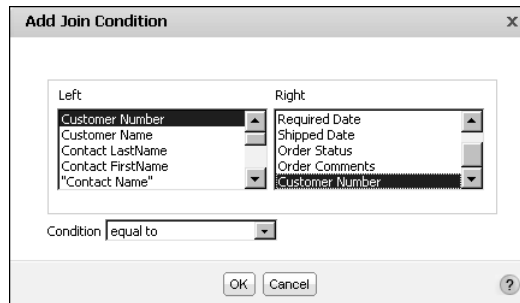 Add Join Condition x
Left Right
Customer Number Required Date
Customer Name Shipped Date
Contact LastName Order Status
Contact FirstName Order Comments
"Contact Name" Customer Number
Condition equal to
OK Cancel ?